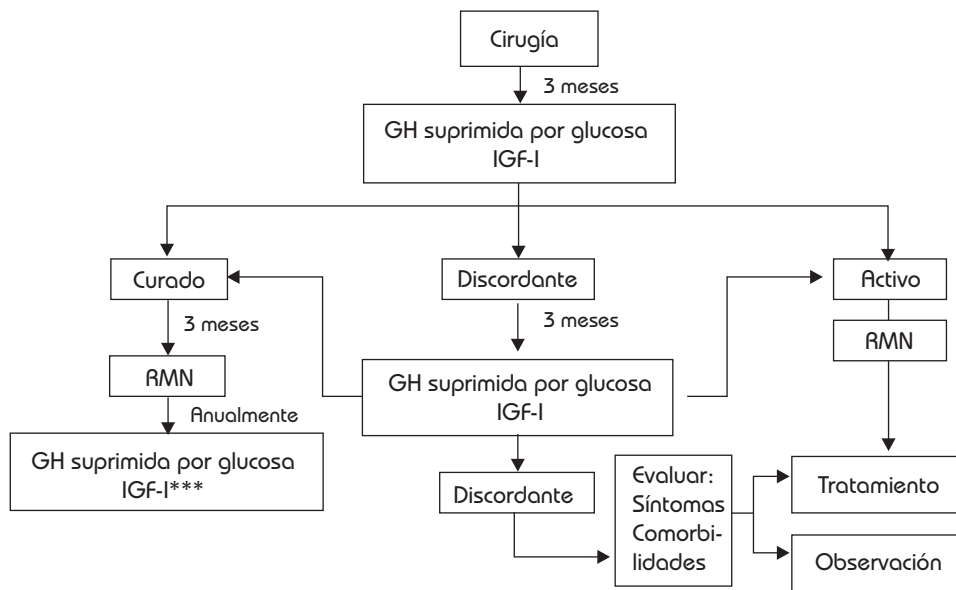 Cirugía
3 meses
GH suprimida por glucosa
IGF-I
Curado
Discordante
Activo
3 meses
3 meses
RMN
RMN
GH suprimida por glucosa
IGF-I
Anualmente
GH suprimida por glucosa
IGF-I***
Discordante
Evaluar:
Síntomas
Comorbi-
lidades
Tratamiento
Observación